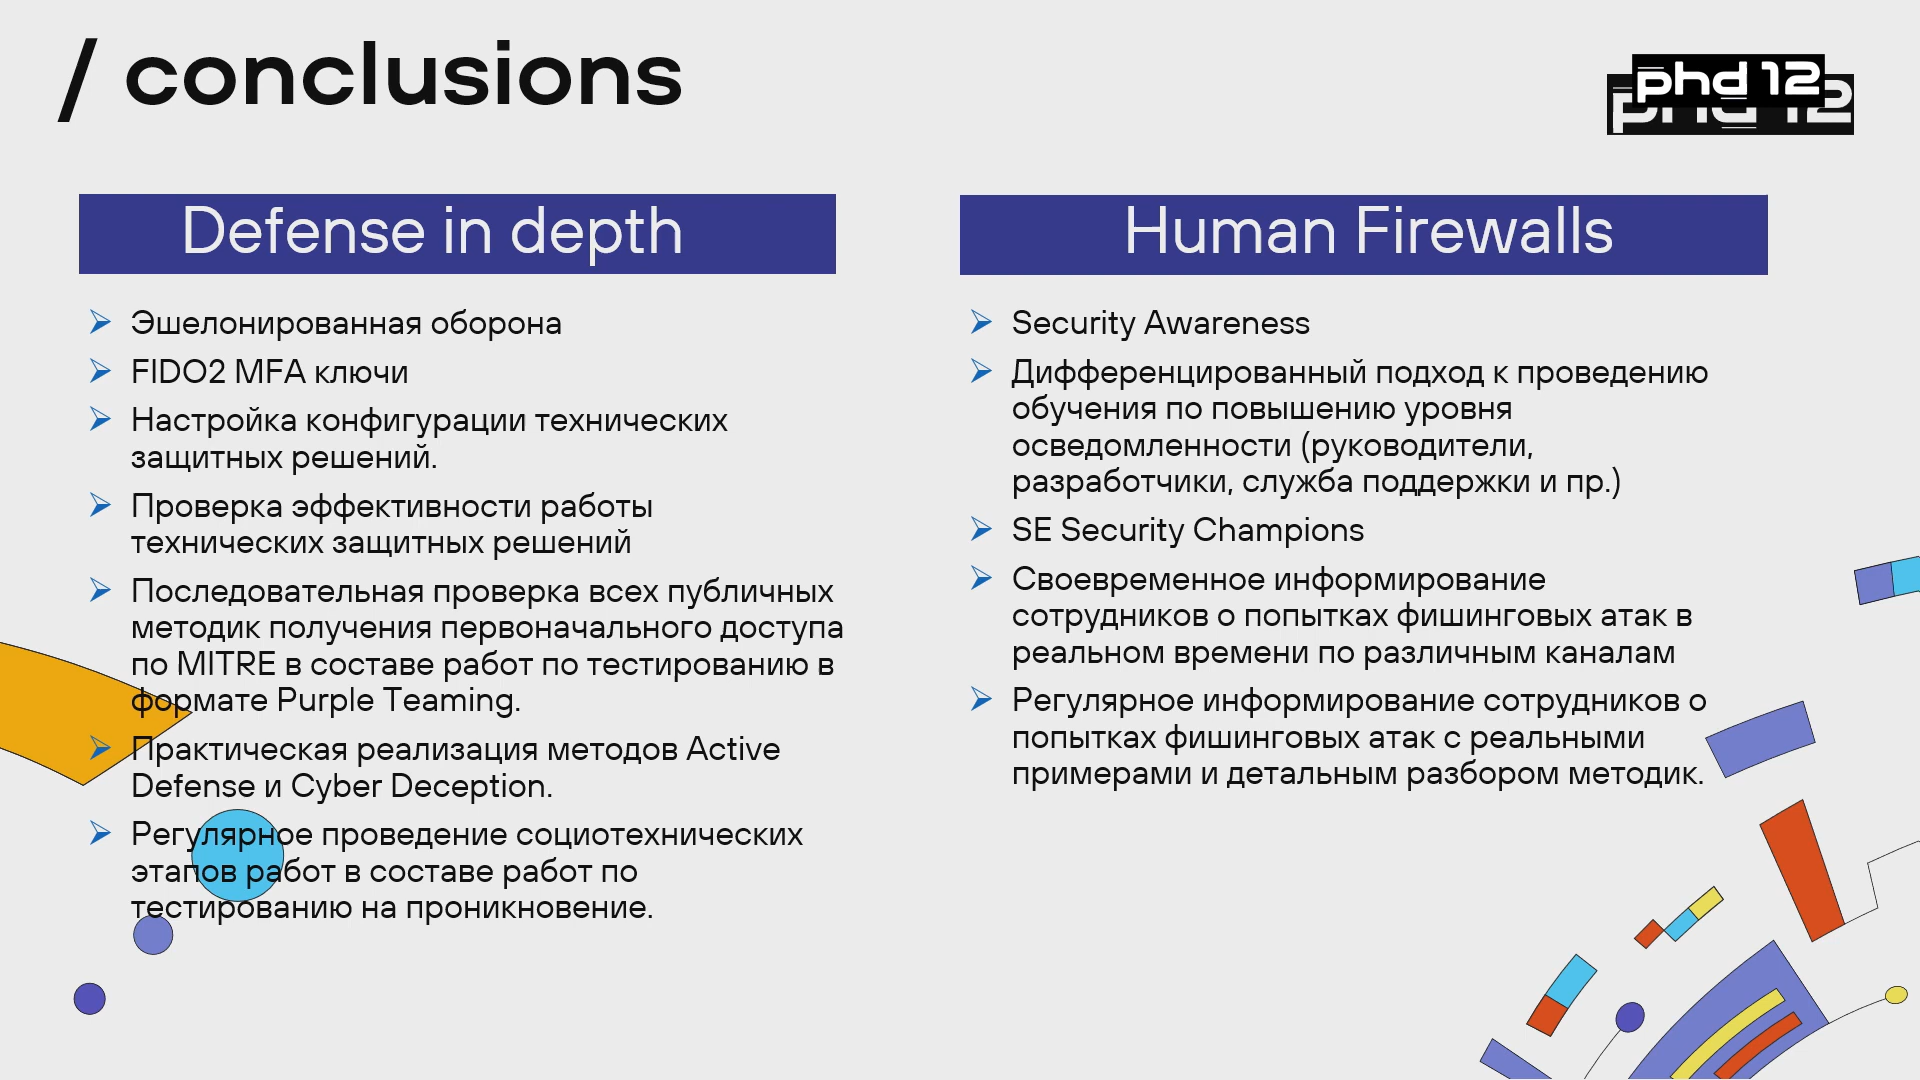 / conclusions
phd 12
phd 12
Defense in depth
Эшелонированная оборона
FIDO2 MFA ключи
Настройка конфигурации технических
защитных решений.
Проверка эффективности работы
технических защитных решений
Последовательная проверка всех публичных
методик получения первоначального доступа
по MITRE в составе работ по тестированию в
формате Purple Teaming.
Практическая реализация методов Active
Defense и Cyber Deception.
Регулярное проведение социотехнических
этапов работ в составе работ по
тестированию на проникновение.
Human Firewalls
Security Awareness
Дифференцированный подход к проведению
обучения по повышению уровня
осведомленности (руководители,
разработчики, служба поддержки и пр.)
SE Security Champions
Своевременное информирование
сотрудников о попытках фишинговых атак в
реальном времени по различным каналам
Регулярное информирование сотрудников о
попытках фишинговых атак с реальными
примерами и детальным разбором методик.